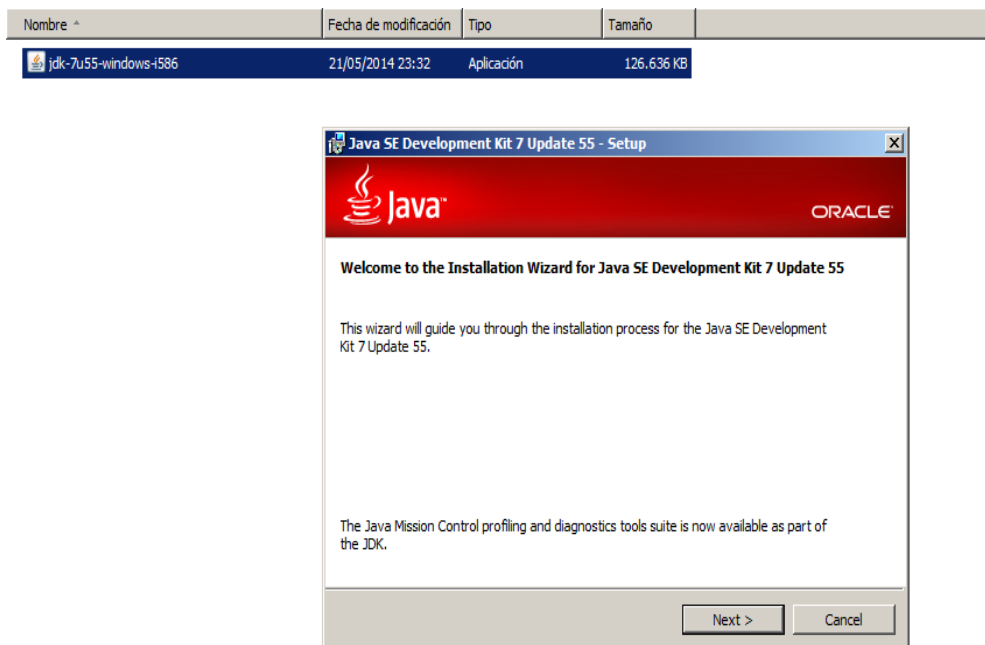 Nombre Fecha de modificación Tipo Tamaño
jdk-7u55-windows-i586 21/05/2014 23:32 Aplicación 126.636 KB
Java SE Development Kit 7 Update 55 - Setup
Java™ ORACLE
Welcome to the Installation Wizard for Java SE Development Kit 7 Update 55
This wizard will guide you through the installation process for the Java SE Development
Kit 7 Update 55.
The Java Mission Control profiling and diagnostics tools suite is now available as part of
the JDK.
Next > Cancel